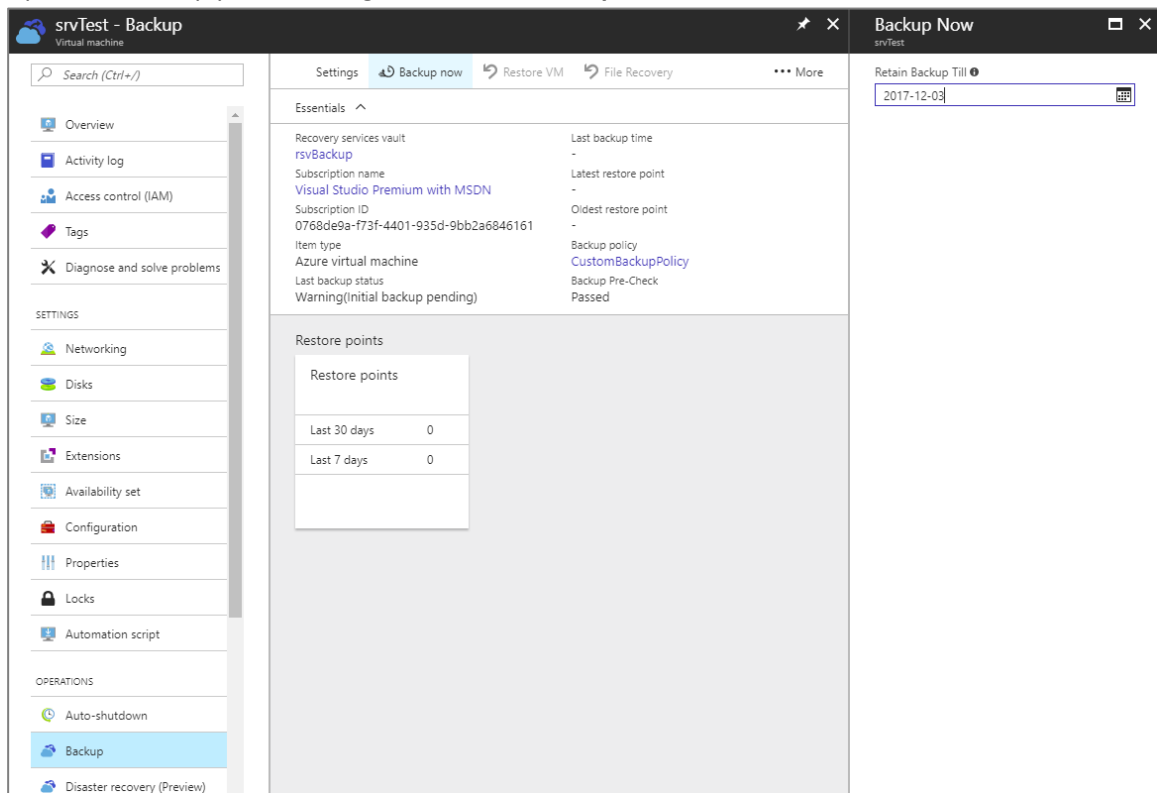 srvTest - Backup
Virtual machine
Search (Ctrl+/)
Overview
Activity log
Access control (IAM)
Tags
Diagnose and solve problems
SETTINGS
Networking
Disks
Size
Extensions
Availability set
Configuration
Properties
Locks
Automation script
OPERATIONS
Auto-shutdown
Backup
Disaster recovery (Preview)
Settings Backup now Restore VM File Recovery ••• More
Essentials
Recovery services vault
rsvBackup
Subscription name
Visual Studio Premium with MSDN
Subscription ID
0768de9a-f73f-4401-935d-9bb2a6846161
Item type
Azure virtual machine
Last backup status
Warning(Initial backup pending)
Last backup time
-
Latest restore point
-
Oldest restore point
-
Backup policy
CustomBackupPolicy
Backup Pre-Check
Passed
Restore points
Restore points
Last 30 days 0
Last 7 days 0
Backup Now
srvTest
Retain Backup Till
2017-12-03